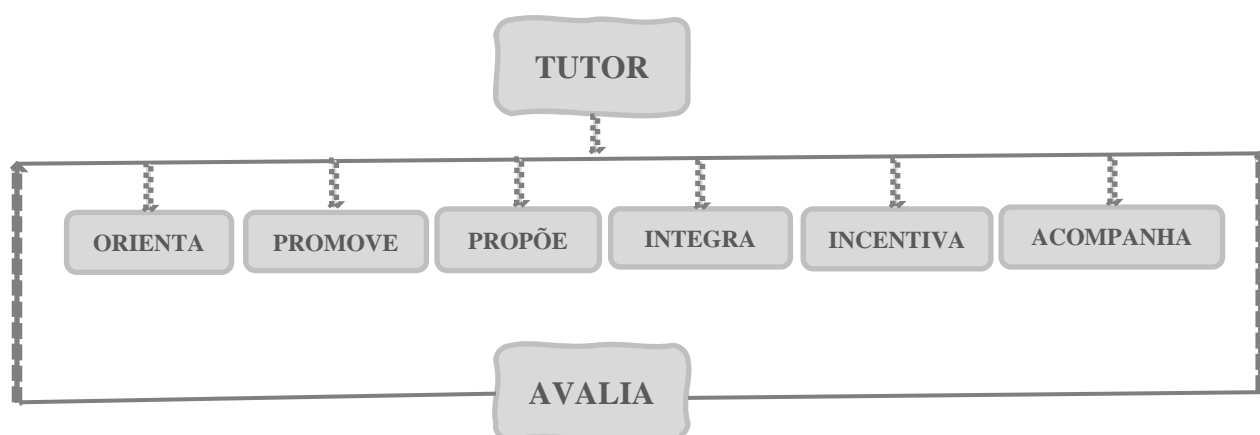 TUTOR
ORIENTA
PROMOVE
PROPÕE
INTEGRA
INCENTIVA
ACOMPANHA
AVALIA